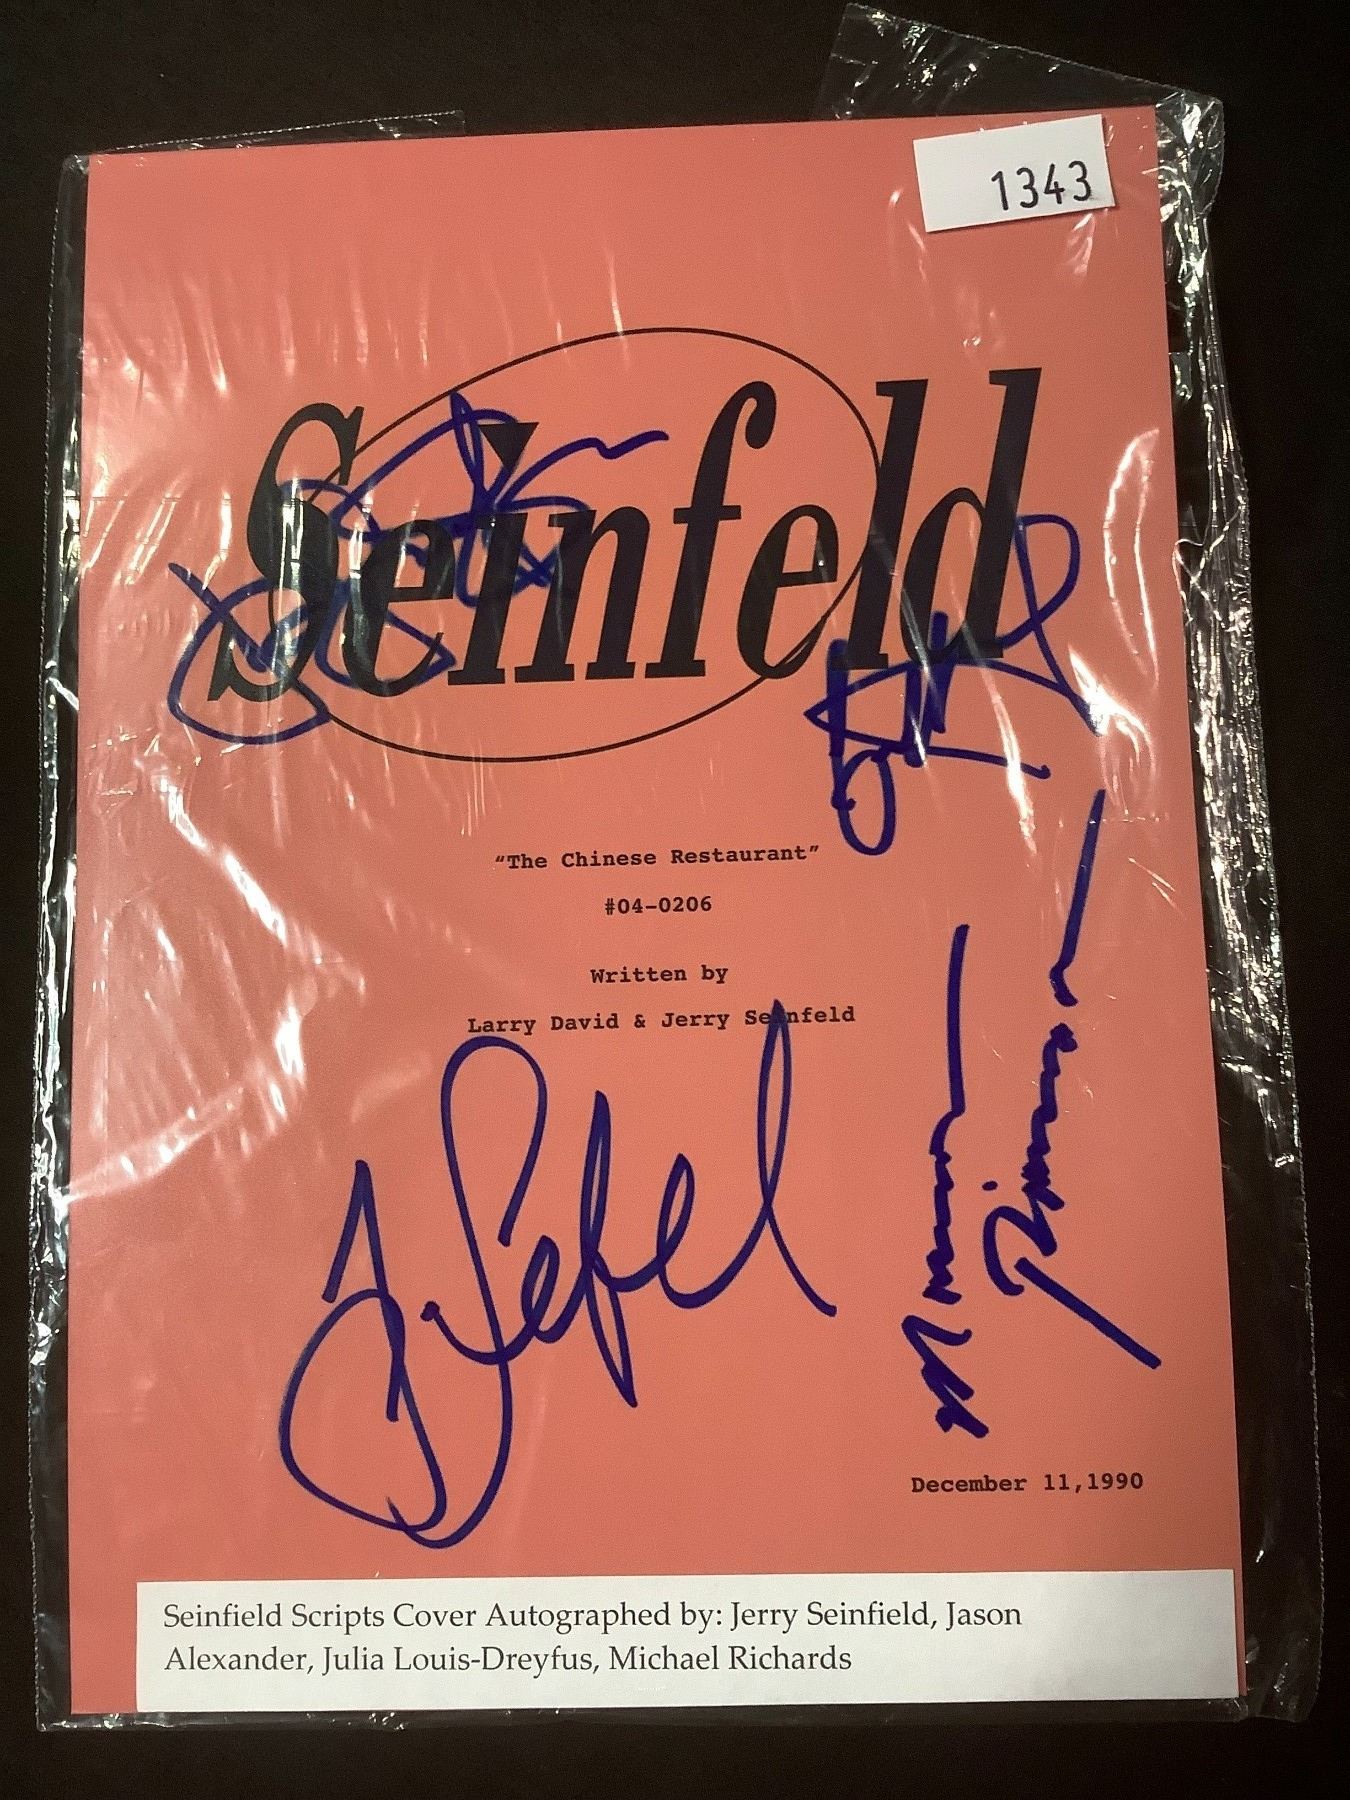 1343
Seinfeld
"The Chinese Restaurant"
#04-0206
Written by
Larry David & Jerry Seinfeld
December 11,1990
Seinfield Scripts Cover Autographed by: Jerry Seinfield, Jason
Alexander, Julia Louis-Dreyfus, Michael Richards